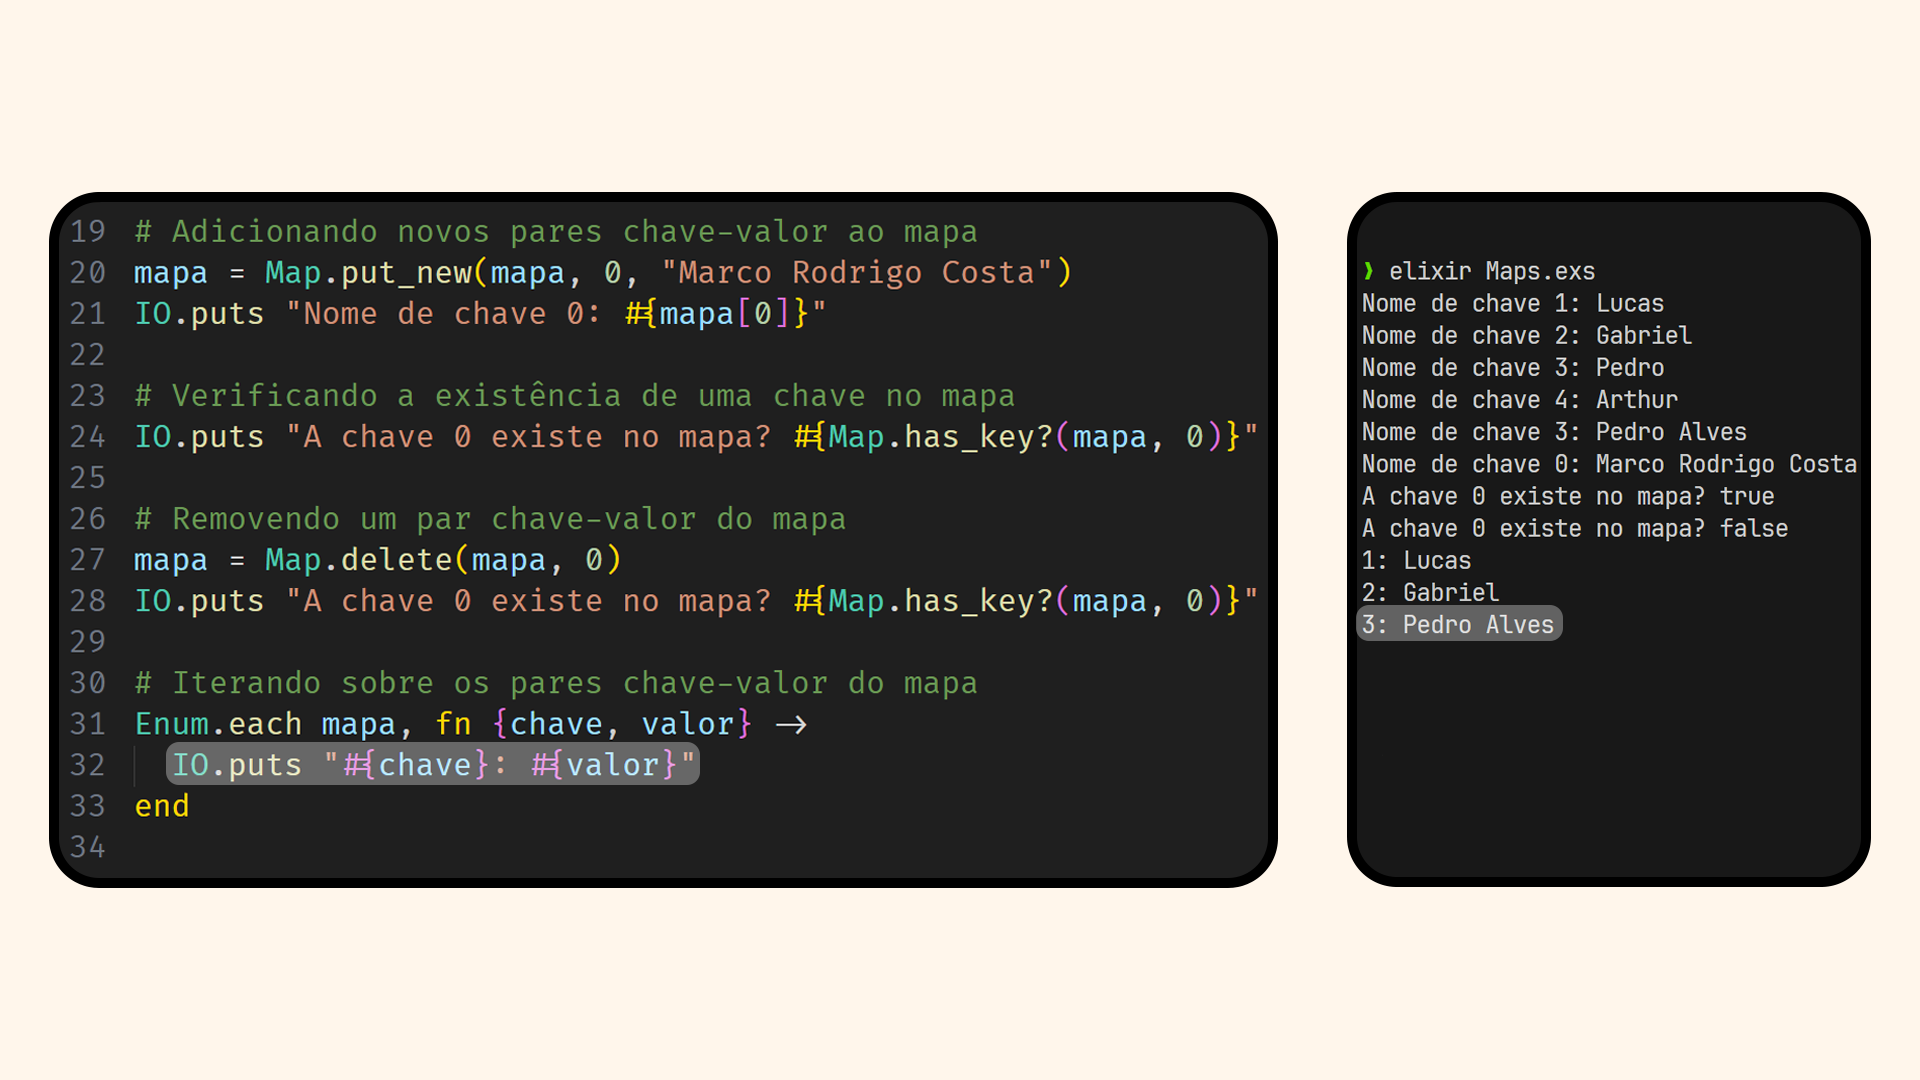 19 # Adicionando novos pares chave-valor ao mapa
20 mapa = Map.put_new(mapa, 0, "Marco Rodrigo Costa")
21 IO.puts "Nome de chave 0: #{mapa[0]}"
22
23 # Verificando a existência de uma chave no mapa
24 IO.puts "A chave 0 existe no mapa? #{Map.has_key?(mapa, 0)}"
25
26 # Removendo um par chave-valor do mapa
27 mapa = Map.delete(mapa, 0)
28 IO.puts "A chave 0 existe no mapa? #{Map.has_key?(mapa, 0)}"
29
30 # Iterando sobre os pares chave-valor do mapa
31 Enum.each mapa, fn {chave, valor} ->
32   IO.puts "#{chave}: #{valor}"
33 end
34
❯ elixir Maps.exs
Nome de chave 1: Lucas
Nome de chave 2: Gabriel
Nome de chave 3: Pedro
Nome de chave 4: Arthur
Nome de chave 3: Pedro Alves
Nome de chave 0: Marco Rodrigo Costa
A chave 0 existe no mapa? true
A chave 0 existe no mapa? false
1: Lucas
2: Gabriel
3: Pedro Alves